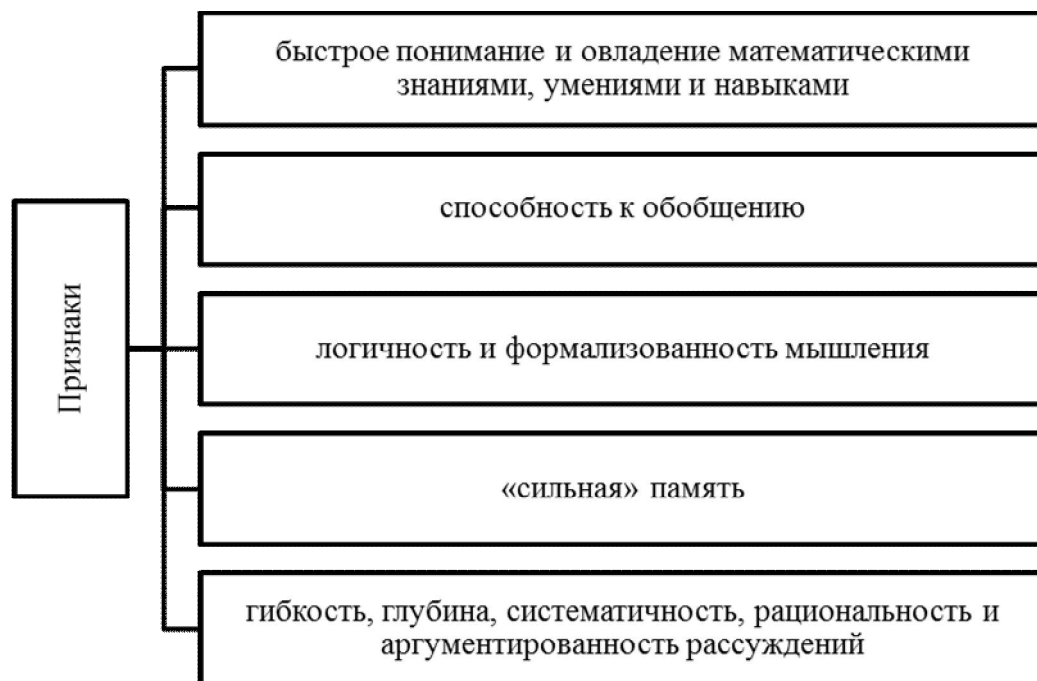 Признаки
быстрое понимание и овладение математическими
знаниями, умениями и навыками
способность к обобщению
логичность и формализованность мышления
«сильная» память
гибкость, глубина, систематичность, рациональность и
аргументированность рассуждений